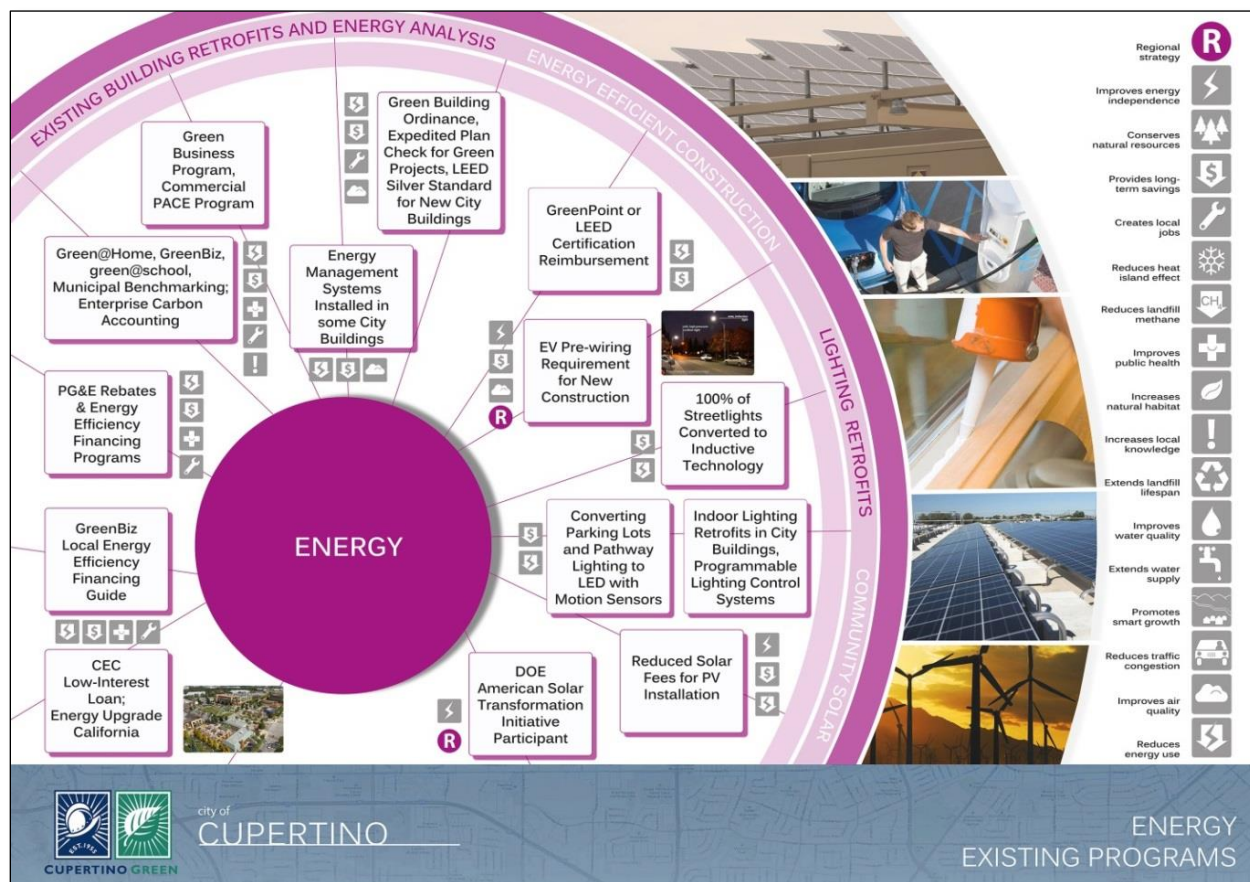 EXISTING BUILDING RETROFITS AND ENERGY ANALYSIS
ENERGY EFFICIENT CONSTRUCTION
LIGHTING RETROFITS
COMMUNITY SOLAR
Green
Business
Program,
Commercial
PACE Program
Green Building
Ordinance,
Expedited Plan
Check for Green
Projects, LEED
Silver Standard
for New City
Buildings
Green@Home, GreenBiz,
green@school,
Municipal Benchmarking;
Enterprise Carbon
Accounting
Energy
Management
Systems
Installed in
some City
Buildings
GreenPoint or
LEED
Certification
Reimbursement
EV Pre-wiring
Requirement
for New
Construction
PG&E Rebates
& Energy
Efficiency
Financing
Programs
100% of
Streetlights
Converted to
Inductive
Technology
GreenBiz
Local Energy
Efficiency
Financing
Guide
ENERGY
Converting
Parking Lots
and Pathway
Lighting to
LED with
Motion Sensors
Indoor Lighting
Retrofits in City
Buildings,
Programmable
Lighting Control
Systems
CEC
Low-Interest
Loan;
Energy Upgrade
California
DOE
American Solar
Transformation
Initiative
Participant
Reduced Solar
Fees for PV
Installation
R
R
Regional
strategy
R
Improves energy
independence
Conserves
natural resources
Provides long-
term savings
Creates local
jobs
Reduces heat
island effect
Reduces landfill
methane
CH₄
Improves
public health
Increases
natural habitat
Increases local
knowledge
Extends landfill
lifespan
Improves
water quality
Extends water
supply
Promotes
smart growth
Reduces traffic
congestion
Improves air
quality
Reduces
energy use
EST. 1955
CUPERTINO GREEN
city of
CUPERTINO
ENERGY
EXISTING PROGRAMS